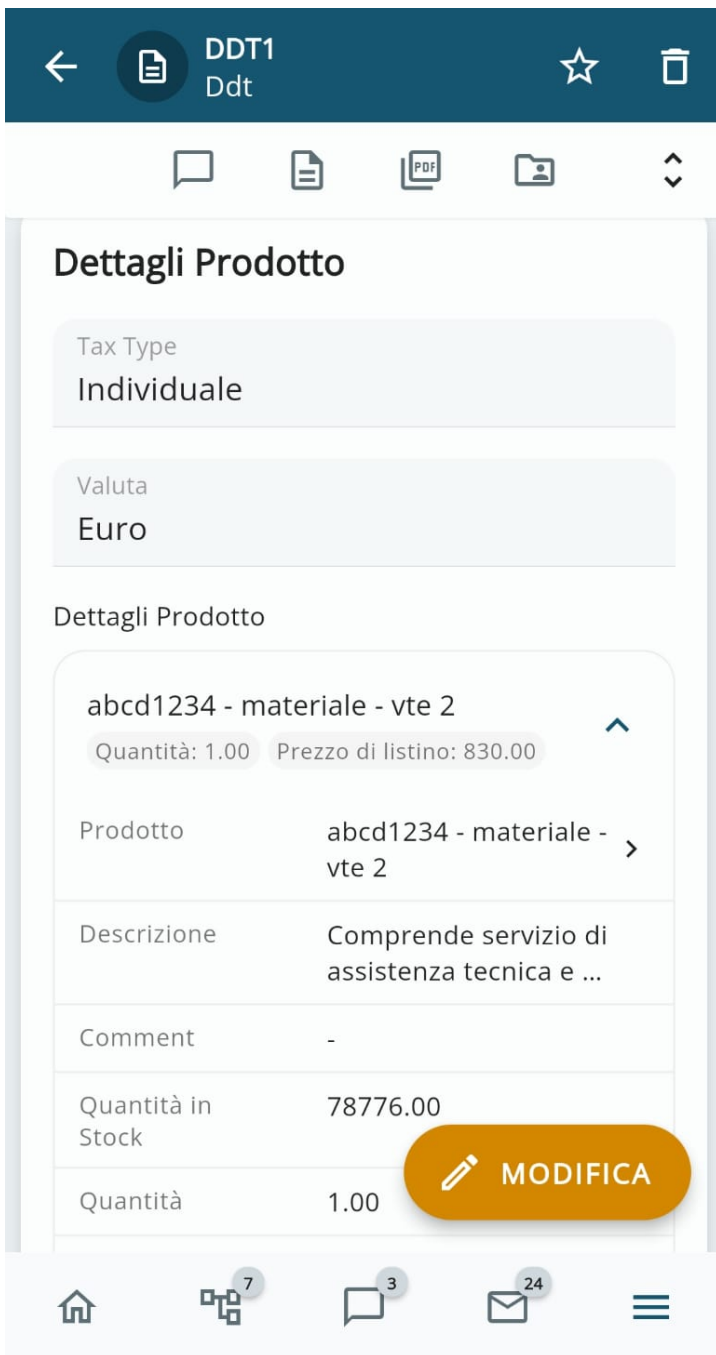 DDT1
Ddt
PDF
Dettagli Prodotto
Tax Type
Individuale
Valuta
Euro
Dettagli Prodotto
abcd1234 - materiale - vte 2
Quantità: 1.00 Prezzo di listino: 830.00
Prodotto
abcd1234 - materiale -
vte 2
Descrizione
Comprende servizio di
assistenza tecnica e ...
Comment
-
Quantità in
Stock
78776.00
MODIFICA
Quantità
1.00
7
3
24